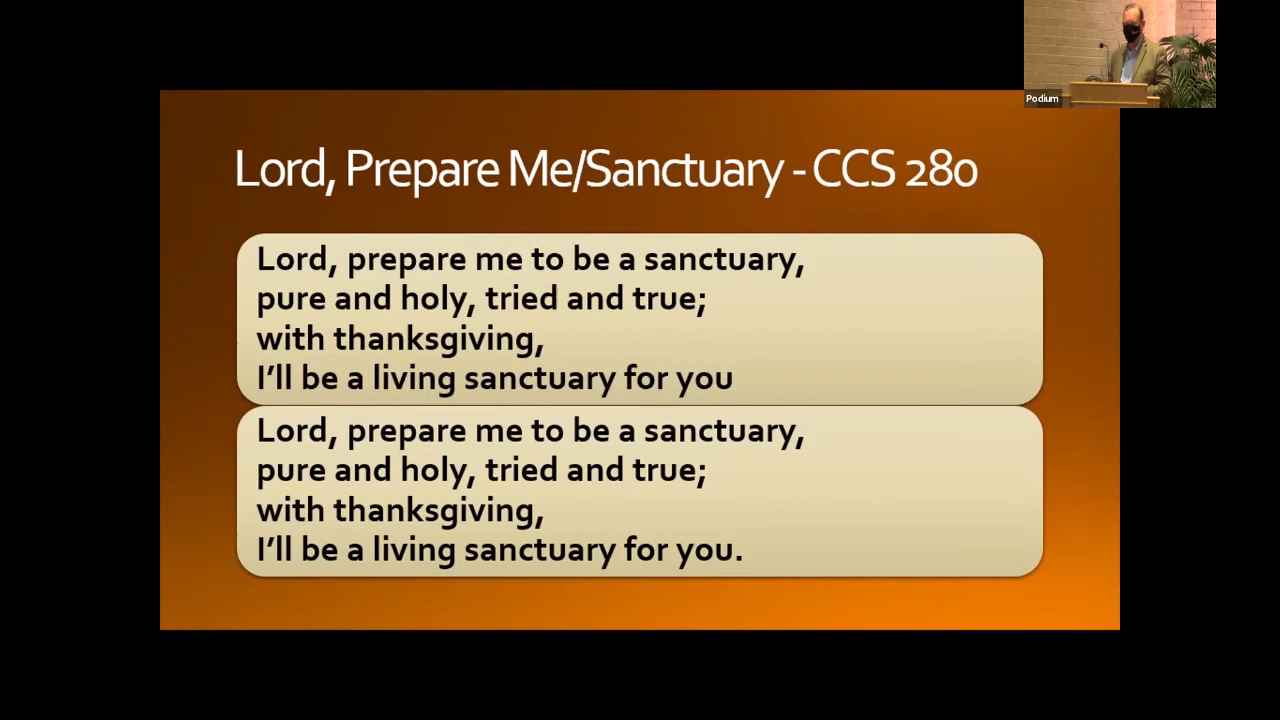 Podium
Lord, Prepare Me/Sanctuary - CCS 280
Lord, prepare me to be a sanctuary,
pure and holy, tried and true;
with thanksgiving,
I’ll be a living sanctuary for you
Lord, prepare me to be a sanctuary,
pure and holy, tried and true;
with thanksgiving,
I’ll be a living sanctuary for you.